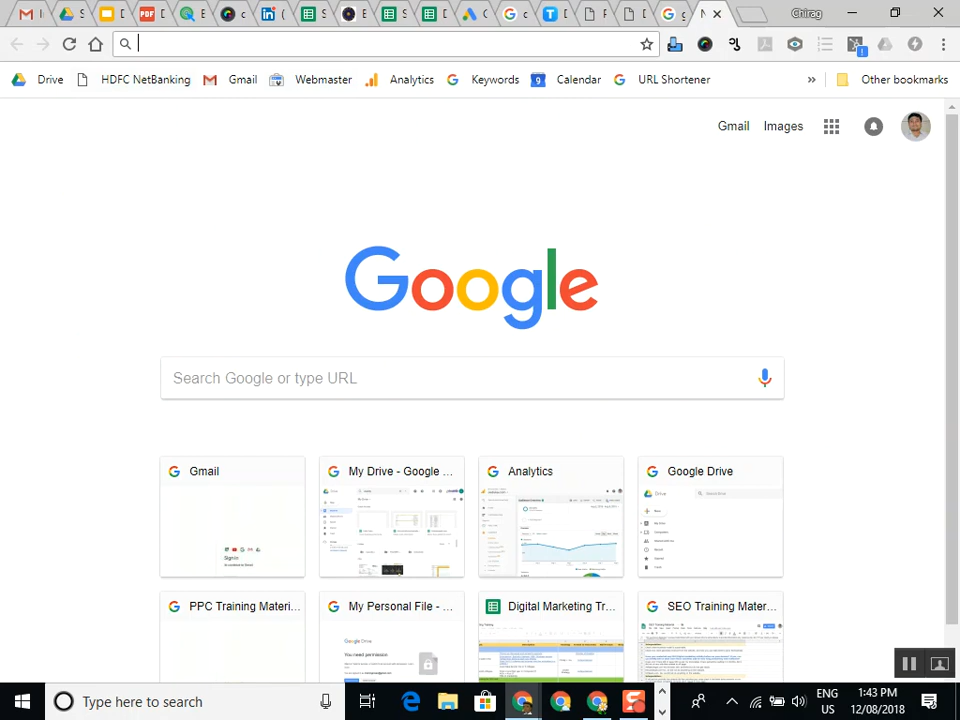 Chirag
Drive HDFC NetBanking Gmail Webmaster Analytics Keywords Calendar URL Shortener » Other bookmarks
Gmail Images
Google
Search Google or type URL
Gmail
My Drive - Google ...
Analytics
Google Drive
PPC Training Materi...
My Personal File - ...
Digital Marketing Tr...
SEO Training Mater...
Type here to search
ENG
US
1:43 PM
12/08/2018